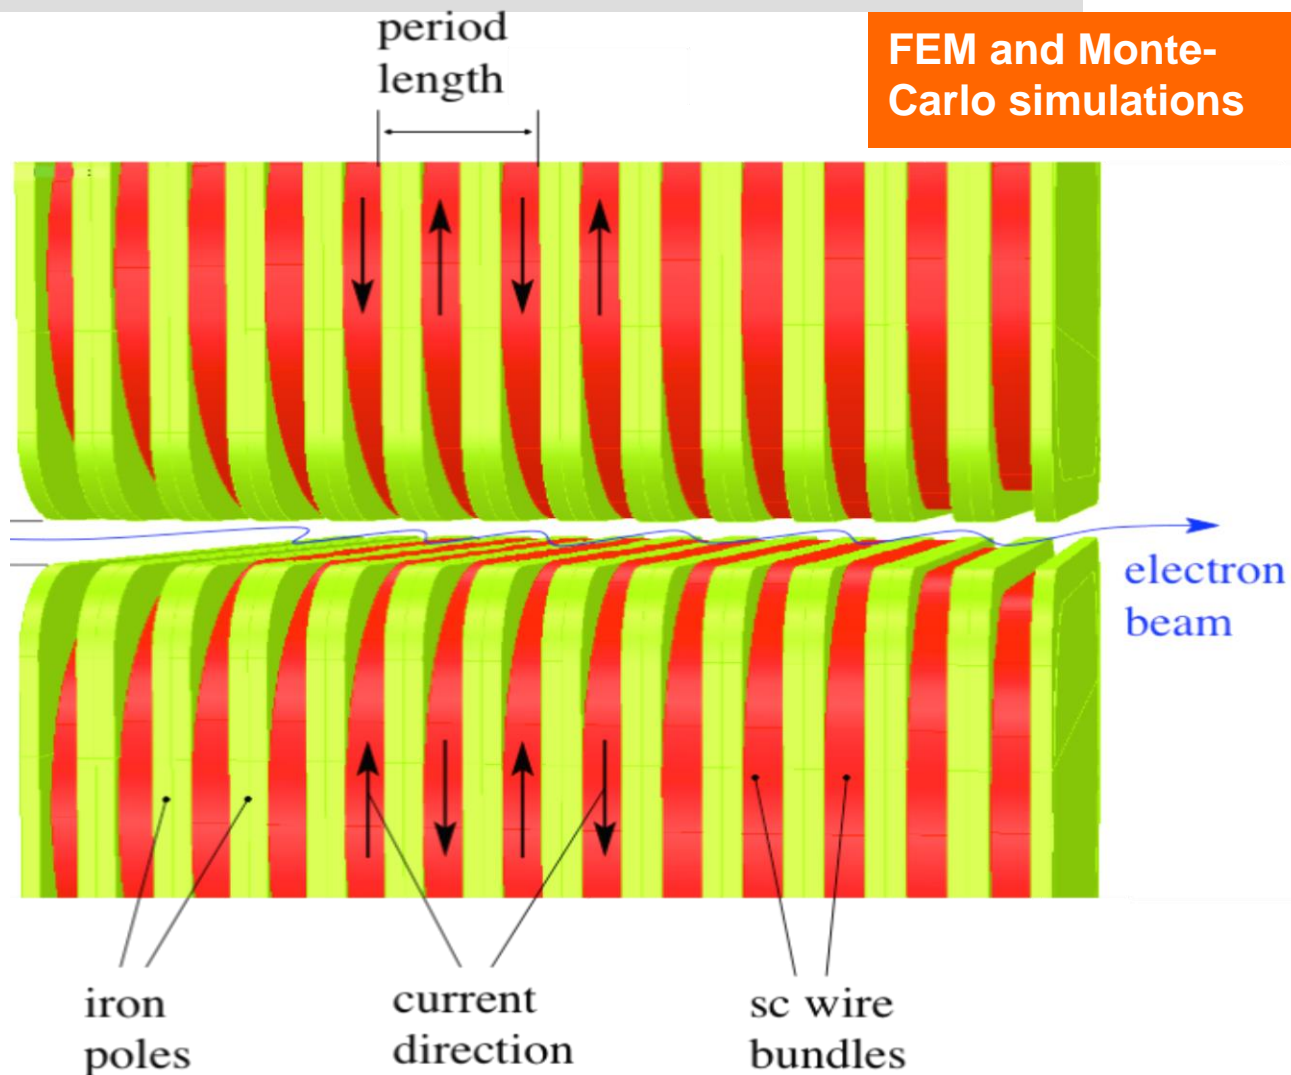 period
length
FEM and Monte-
Carlo simulations
electron
beam
iron
poles
current
direction
sc wire
bundles